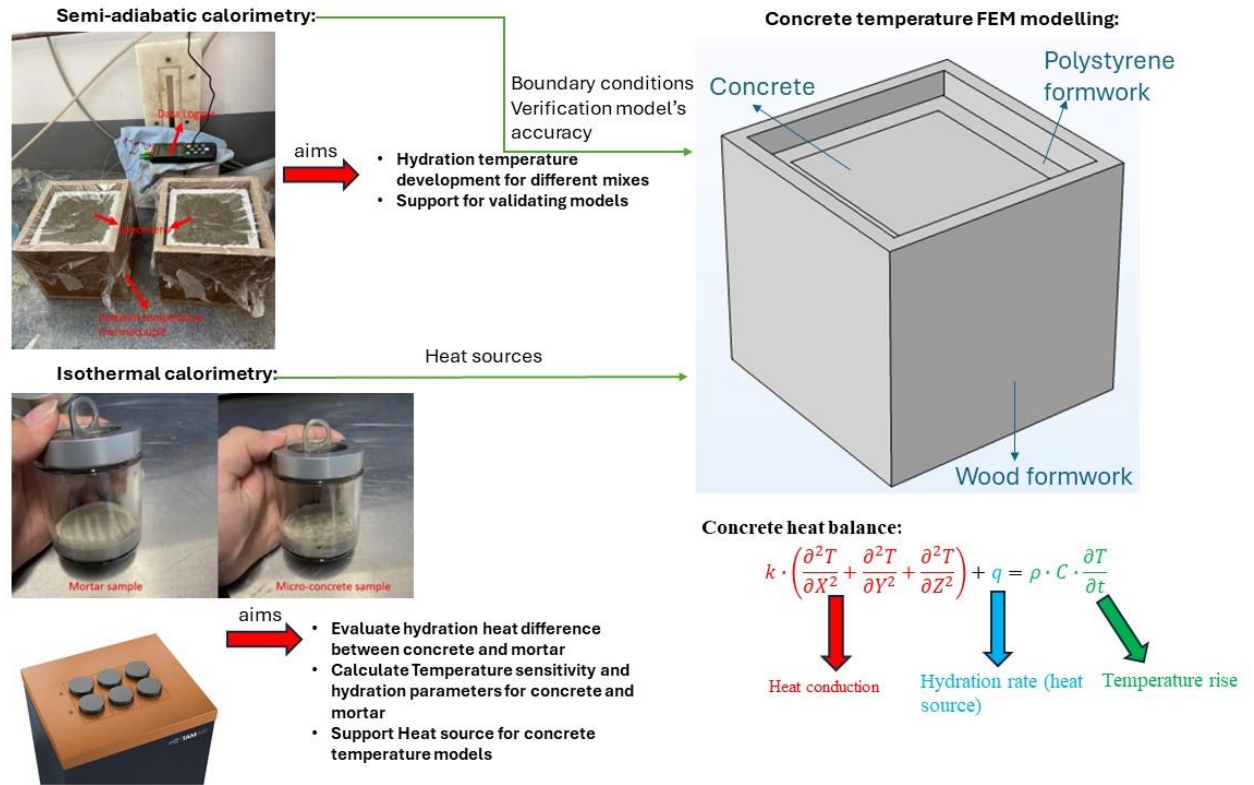 Semi-adiabatic calorimetry:
Data Logger
specimens
Ambient temperature
thermocouple
aims
• Hydration temperature
development for different mixes
• Support for validating models
Boundary conditions
Verification model's
accuracy
Concrete temperature FEM modelling:
Concrete
Polystyrene
formwork
Wood formwork
Isothermal calorimetry:
Heat sources
Mortar sample
Micro-concrete sample
TAM
aims
• Evaluate hydration heat difference
between concrete and mortar
• Calculate Temperature sensitivity and
hydration parameters for concrete and
mortar
• Support Heat source for concrete
temperature models
Concrete heat balance:
k · (∂²T/∂X² + ∂²T/∂Y² + ∂²T/∂Z²) + q = ρ · C · ∂T/∂t
Heat conduction
Hydration rate (heat
source)
Temperature rise